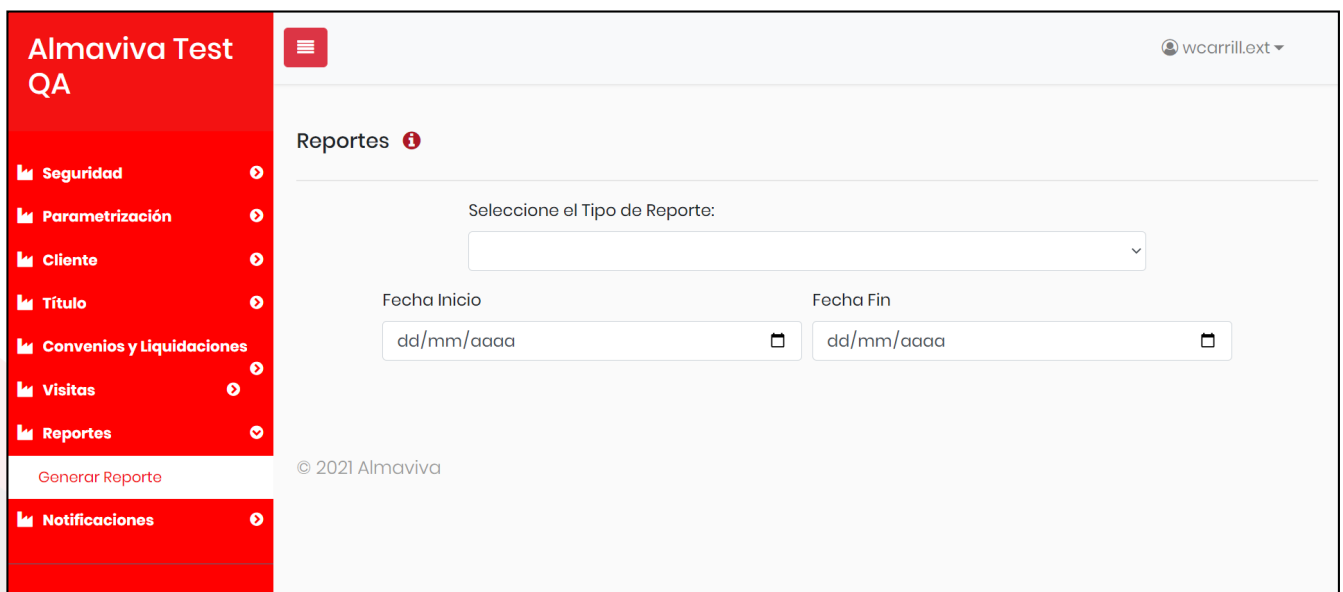 Almaviva Test
QA
wcarrill.ext
Seguridad
Parametrización
Cliente
Título
Convenios y Liquidaciones
Visitas
Reportes
Generar Reporte
Notificaciones
Reportes
Seleccione el Tipo de Reporte:
Fecha Inicio
Fecha Fin
dd/mm/aaaa
dd/mm/aaaa
© 2021 Almaviva